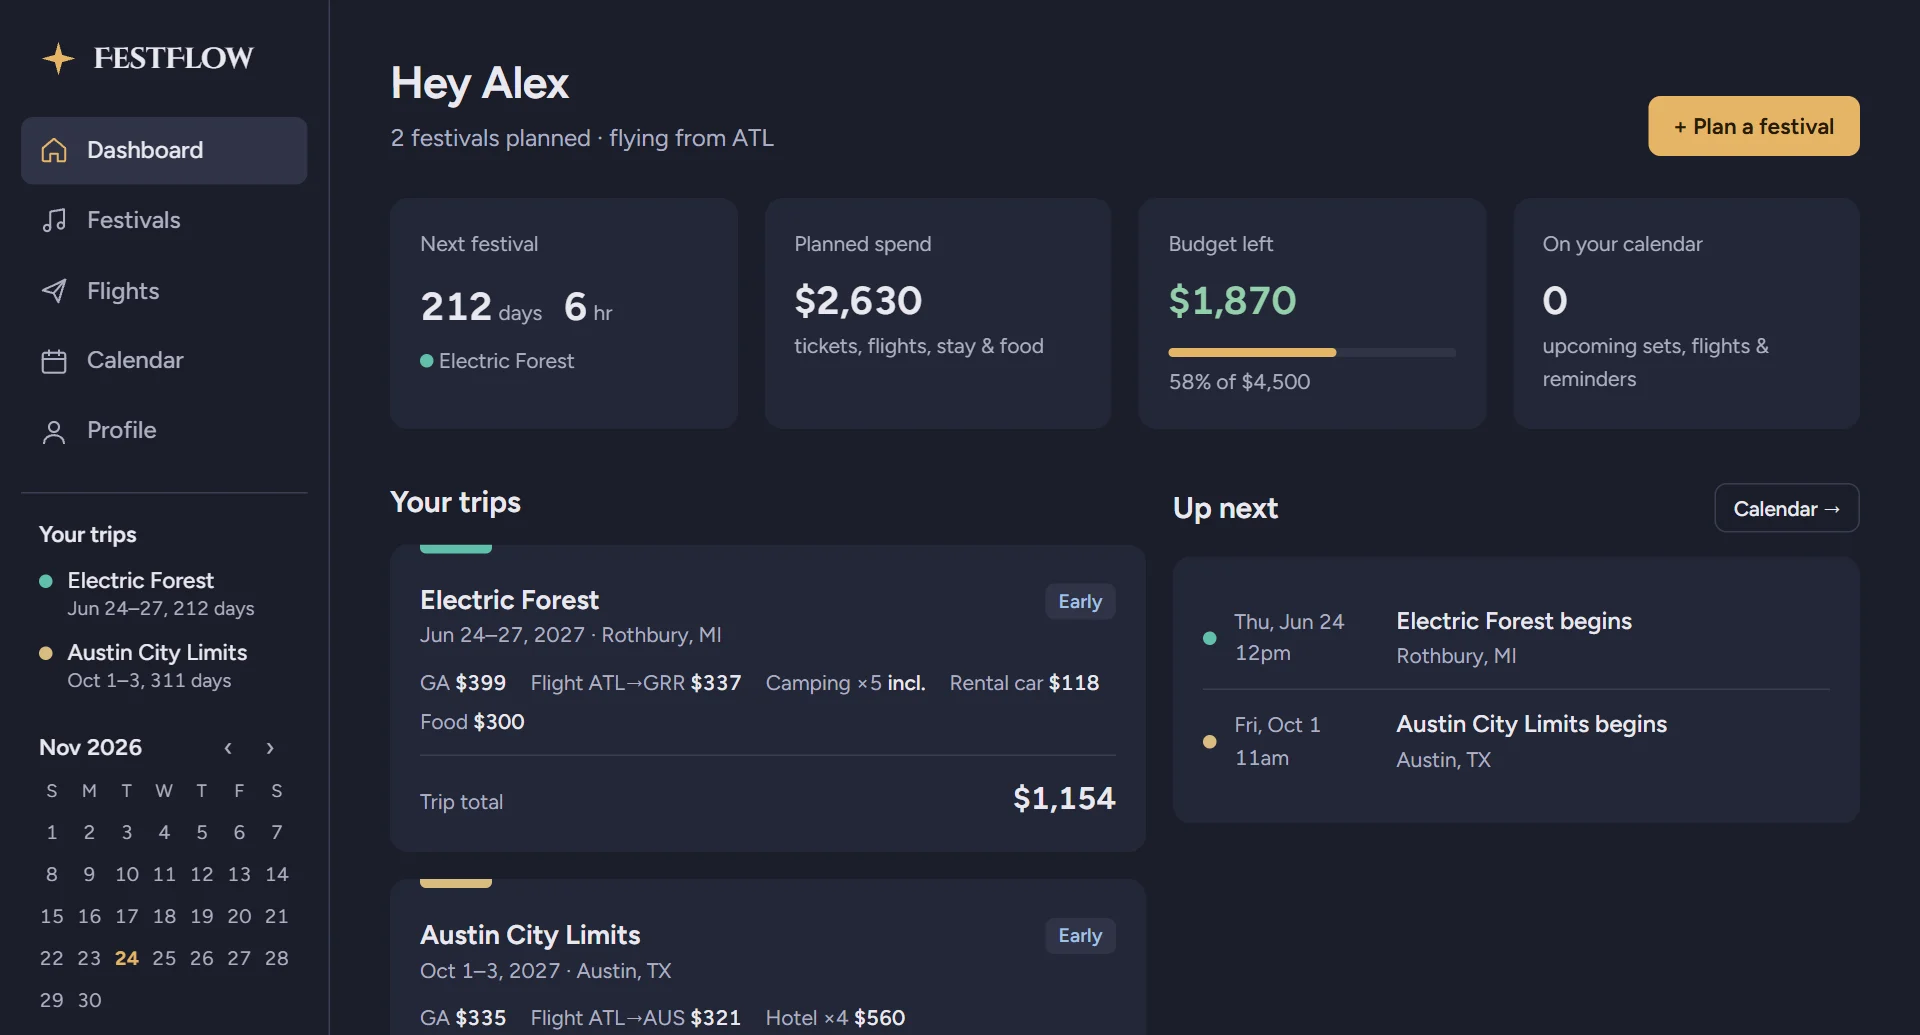 FESTFLOW
Dashboard
Festivals
Flights
Calendar
Profile
Your trips
Electric Forest
Jun 24–27, 212 days
Austin City Limits
Oct 1–3, 311 days
Nov 2026 ‹ ›
S M T W T F S
1 2 3 4 5 6 7
8 9 10 11 12 13 14
15 16 17 18 19 20 21
22 23 24 25 26 27 28
29 30
Hey Alex
2 festivals planned · flying from ATL
+ Plan a festival
Next festival
212 days 6 hr
Electric Forest
Planned spend
$2,630
tickets, flights, stay & food
Budget left
$1,870
58% of $4,500
On your calendar
0
upcoming sets, flights &
reminders
Your trips
Electric Forest
Early
Jun 24–27, 2027 · Rothbury, MI
GA $399 Flight ATL→GRR $337 Camping ×5 incl. Rental car $118
Food $300
Trip total $1,154
Austin City Limits
Early
Oct 1–3, 2027 · Austin, TX
GA $335 Flight ATL→AUS $321 Hotel ×4 $560
Up next
Calendar →
Thu, Jun 24
12pm
Electric Forest begins
Rothbury, MI
Fri, Oct 1
11am
Austin City Limits begins
Austin, TX